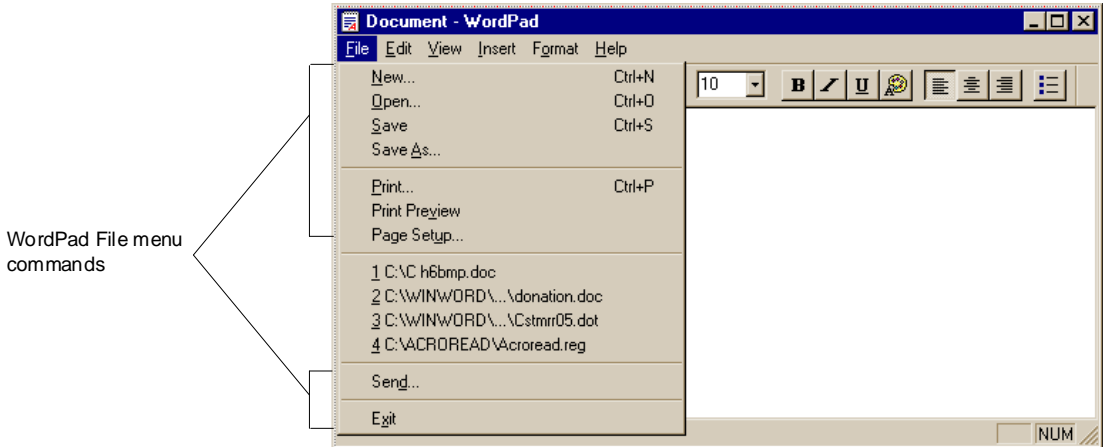 Document - WordPad
File Edit View Insert Format Help
New... Ctrl+N
Open... Ctrl+O
Save Ctrl+S
Save As...
Print... Ctrl+P
Print Preview
Page Setup...
1 C:\C h6bmp.doc
2 C:\WINWORD\...\donation.doc
3 C:\WINWORD\...\Cstmrr05.dot
4 C:\ACROREAD\Acroread.reg
Send...
Exit
10 B I U
NUM
WordPad File menu
commands